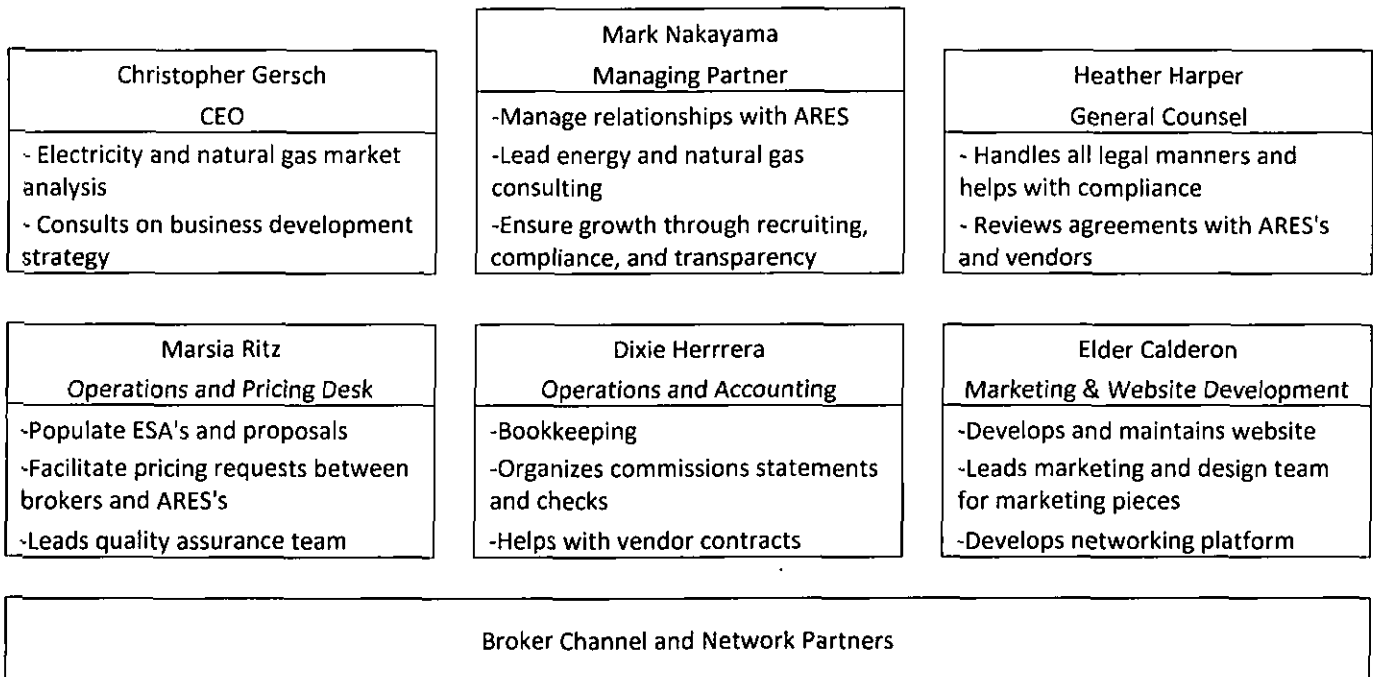 Christopher Gersch
CEO
- Electricity and natural gas market
analysis
- Consults on business development
strategy
Mark Nakayama
Managing Partner
-Manage relationships with ARES
-Lead energy and natural gas
consulting
-Ensure growth through recruiting,
compliance, and transparency
Heather Harper
General Counsel
- Handles all legal manners and
helps with compliance
- Reviews agreements with ARES's
and vendors
Marsia Ritz
Operations and Pricing Desk
-Populate ESA's and proposals
-Facilitate pricing requests between
brokers and ARES's
-Leads quality assurance team
Dixie Herrrera
Operations and Accounting
-Bookkeeping
-Organizes commissions statements
and checks
-Helps with vendor contracts
Elder Calderon
Marketing & Website Development
-Develops and maintains website
-Leads marketing and design team
for marketing pieces
-Develops networking platform
Broker Channel and Network Partners